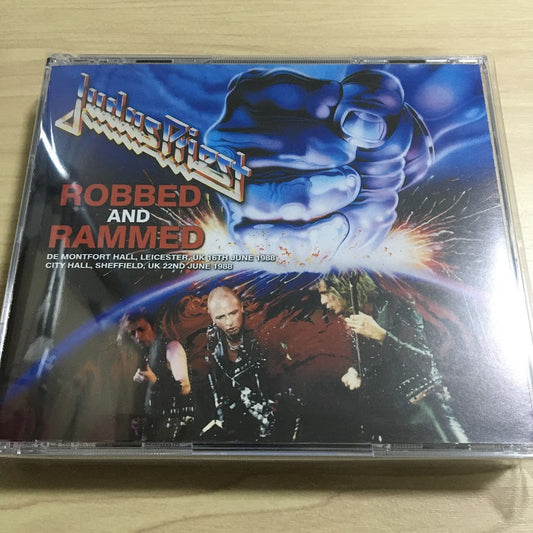 Judas Priest
ROBBED
AND
RAMMED
DE MONTFORT HALL, LEICESTER, UK 16TH JUNE 1988
CITY HALL, SHEFFIELD, UK 22ND JUNE 1988